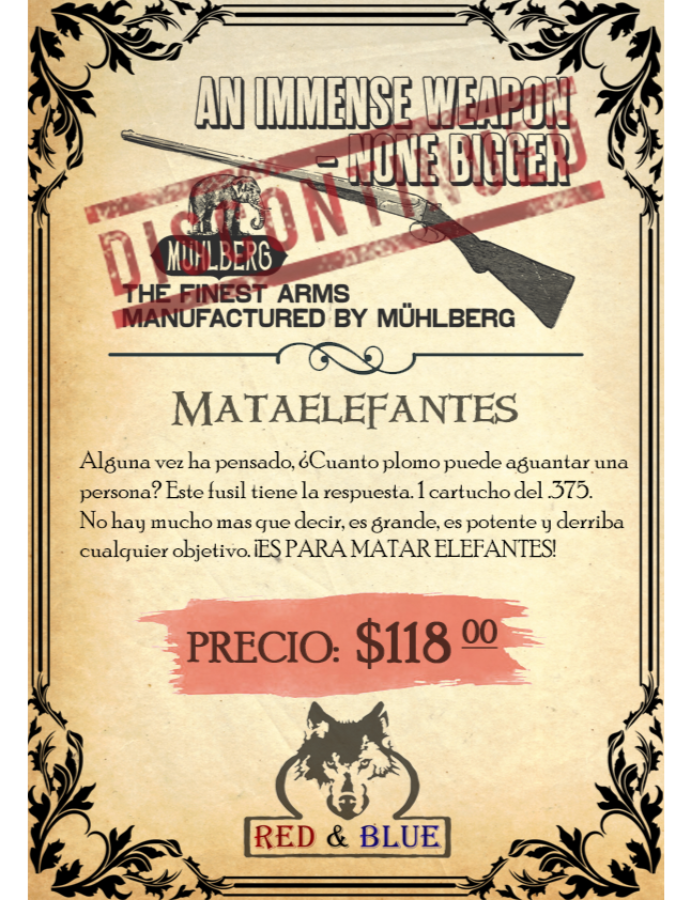 AN IMMENSE WEAPON
- NONE BIGGER
DISCONTINUED
MÜHLBERG
THE FINEST ARMS
MANUFACTURED BY MÜHLBERG
MATAELEFANTES
Alguna vez ha pensado, ¿Cuanto plomo puede aguantar una
persona? Este fusil tiene la respuesta. 1 cartucho del .375.
No hay mucho mas que decir, es grande, es potente y derriba
cualquier objetivo. ¡ES PARA MATAR ELEFANTES!
PRECIO: $118 00
RED & BLUE